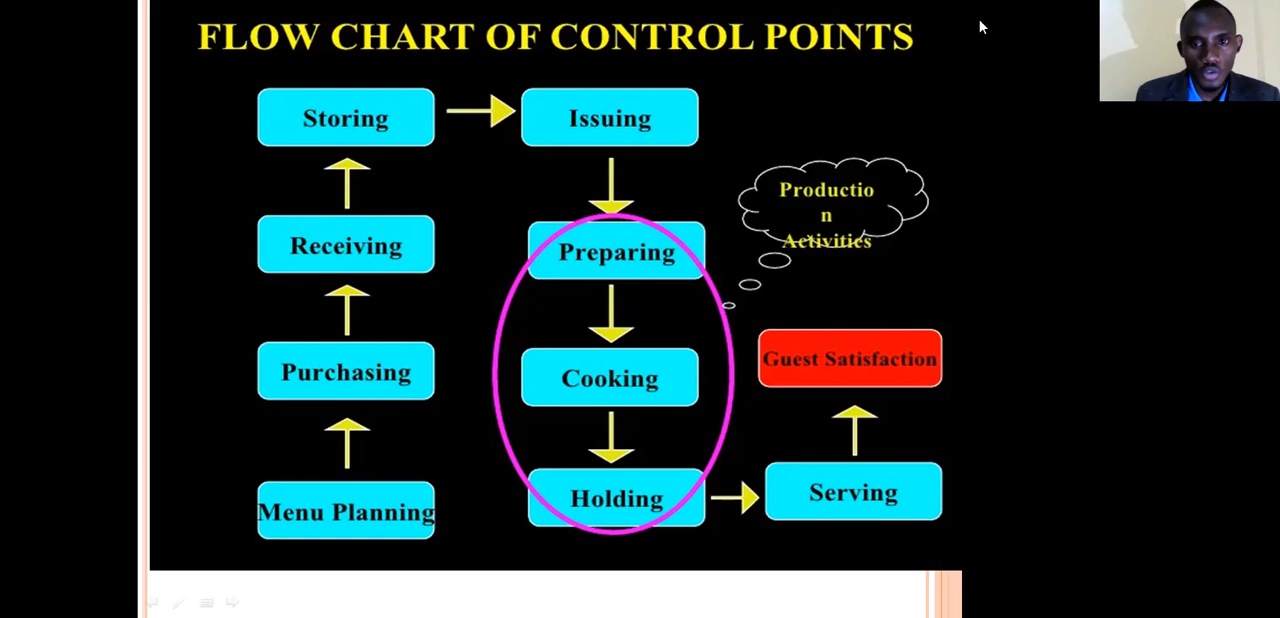 FLOW CHART OF CONTROL POINTS
Storing
Issuing
Productio
n
Activities
Receiving
Preparing
Purchasing
Cooking
Guest Satisfaction
Menu Planning
Holding
Serving